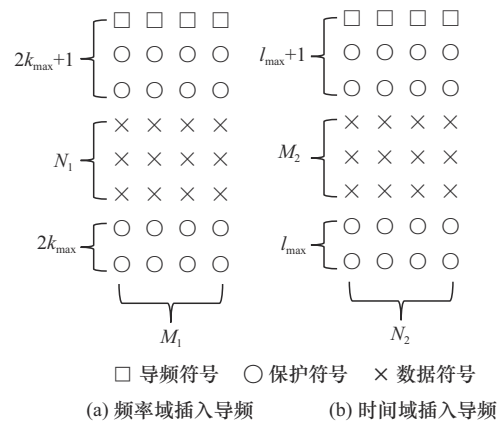 2k_max+1
N_1
2k_max
M_1
l_max+1
M_2
l_max
N_2
□ 导频符号 ○ 保护符号 × 数据符号
(a) 频率域插入导频 (b) 时间域插入导频